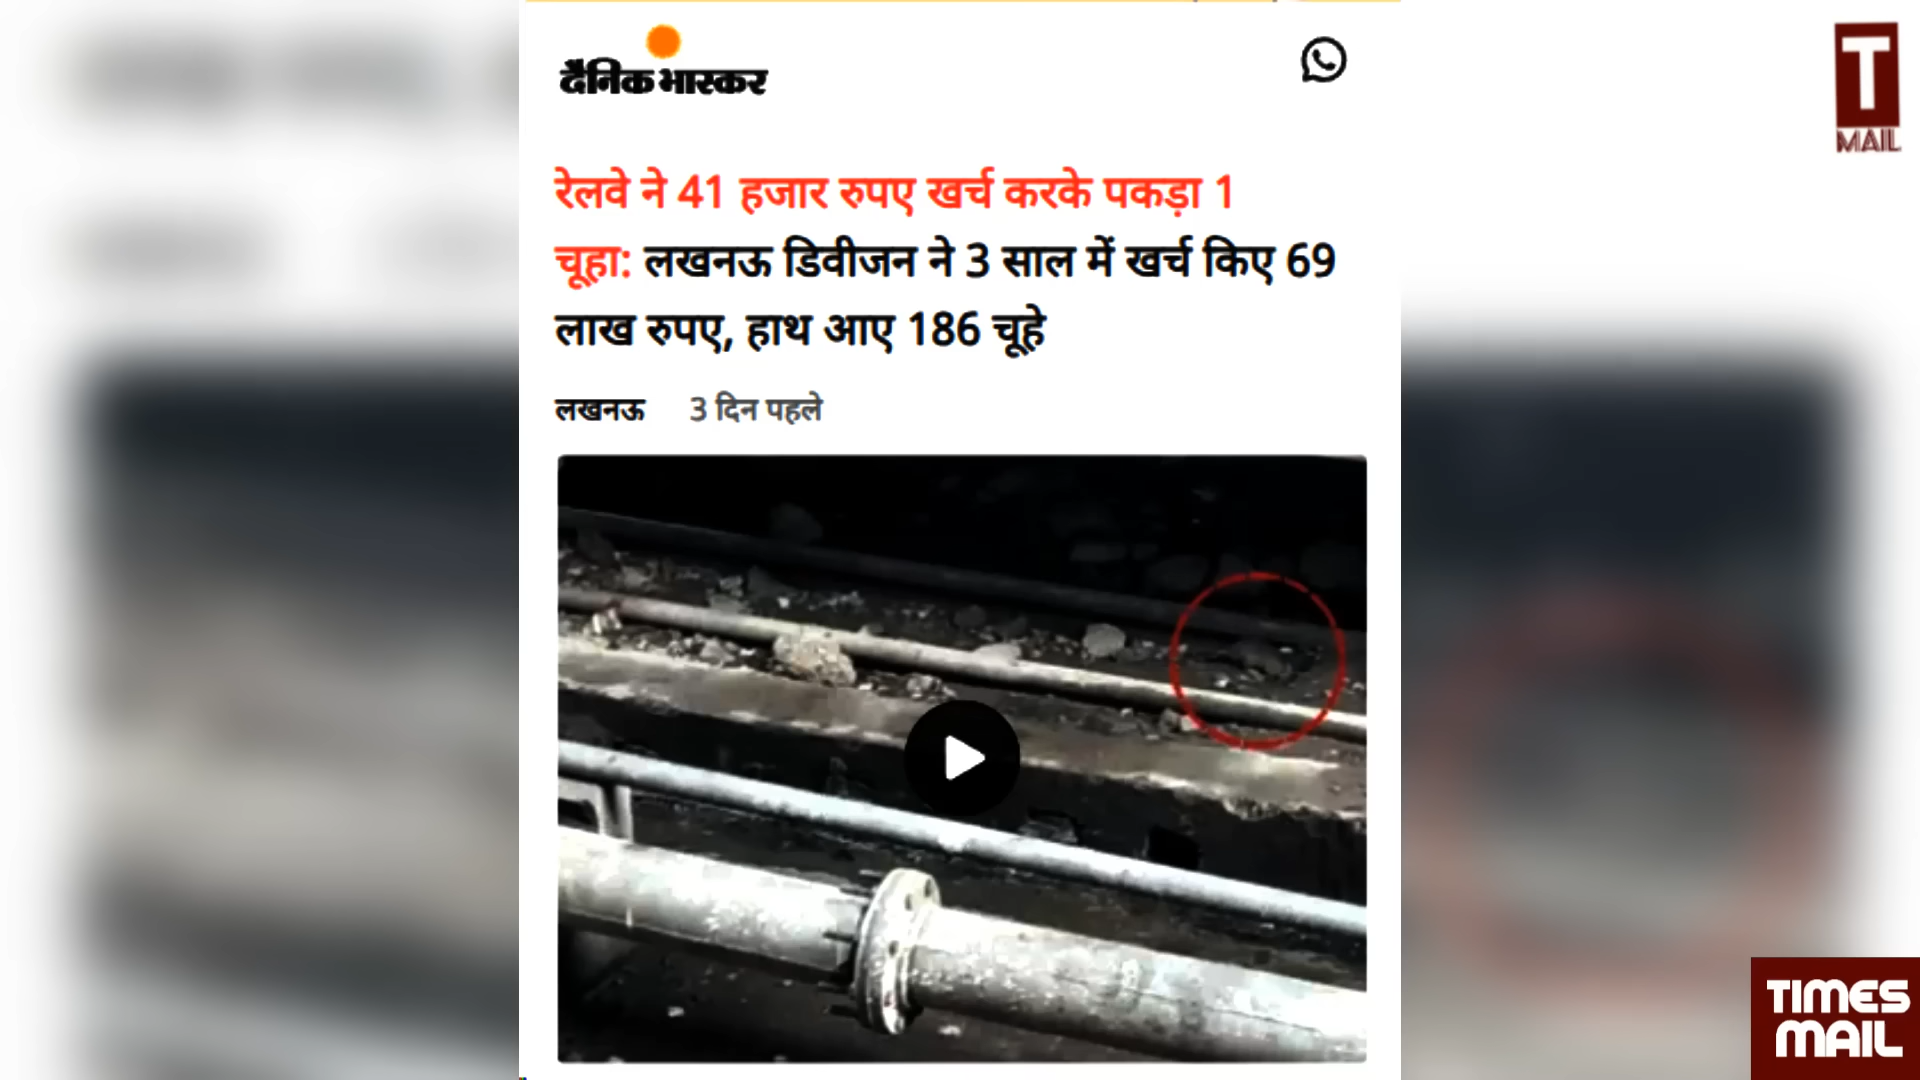 दैनिक भास्कर
T
MAIL
रेलवे ने 41 हजार रुपए खर्च करके पकड़ा 1
चूहा: लखनऊ डिवीजन ने 3 साल में खर्च किए 69
लाख रुपए, हाथ आए 186 चूहे
लखनऊ 3 दिन पहले
TIMES
MAIL